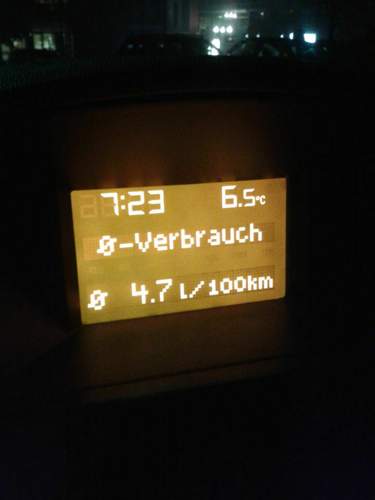 7:23 6.5°C
Ø-Verbrauch
Ø 4.7 l/100km